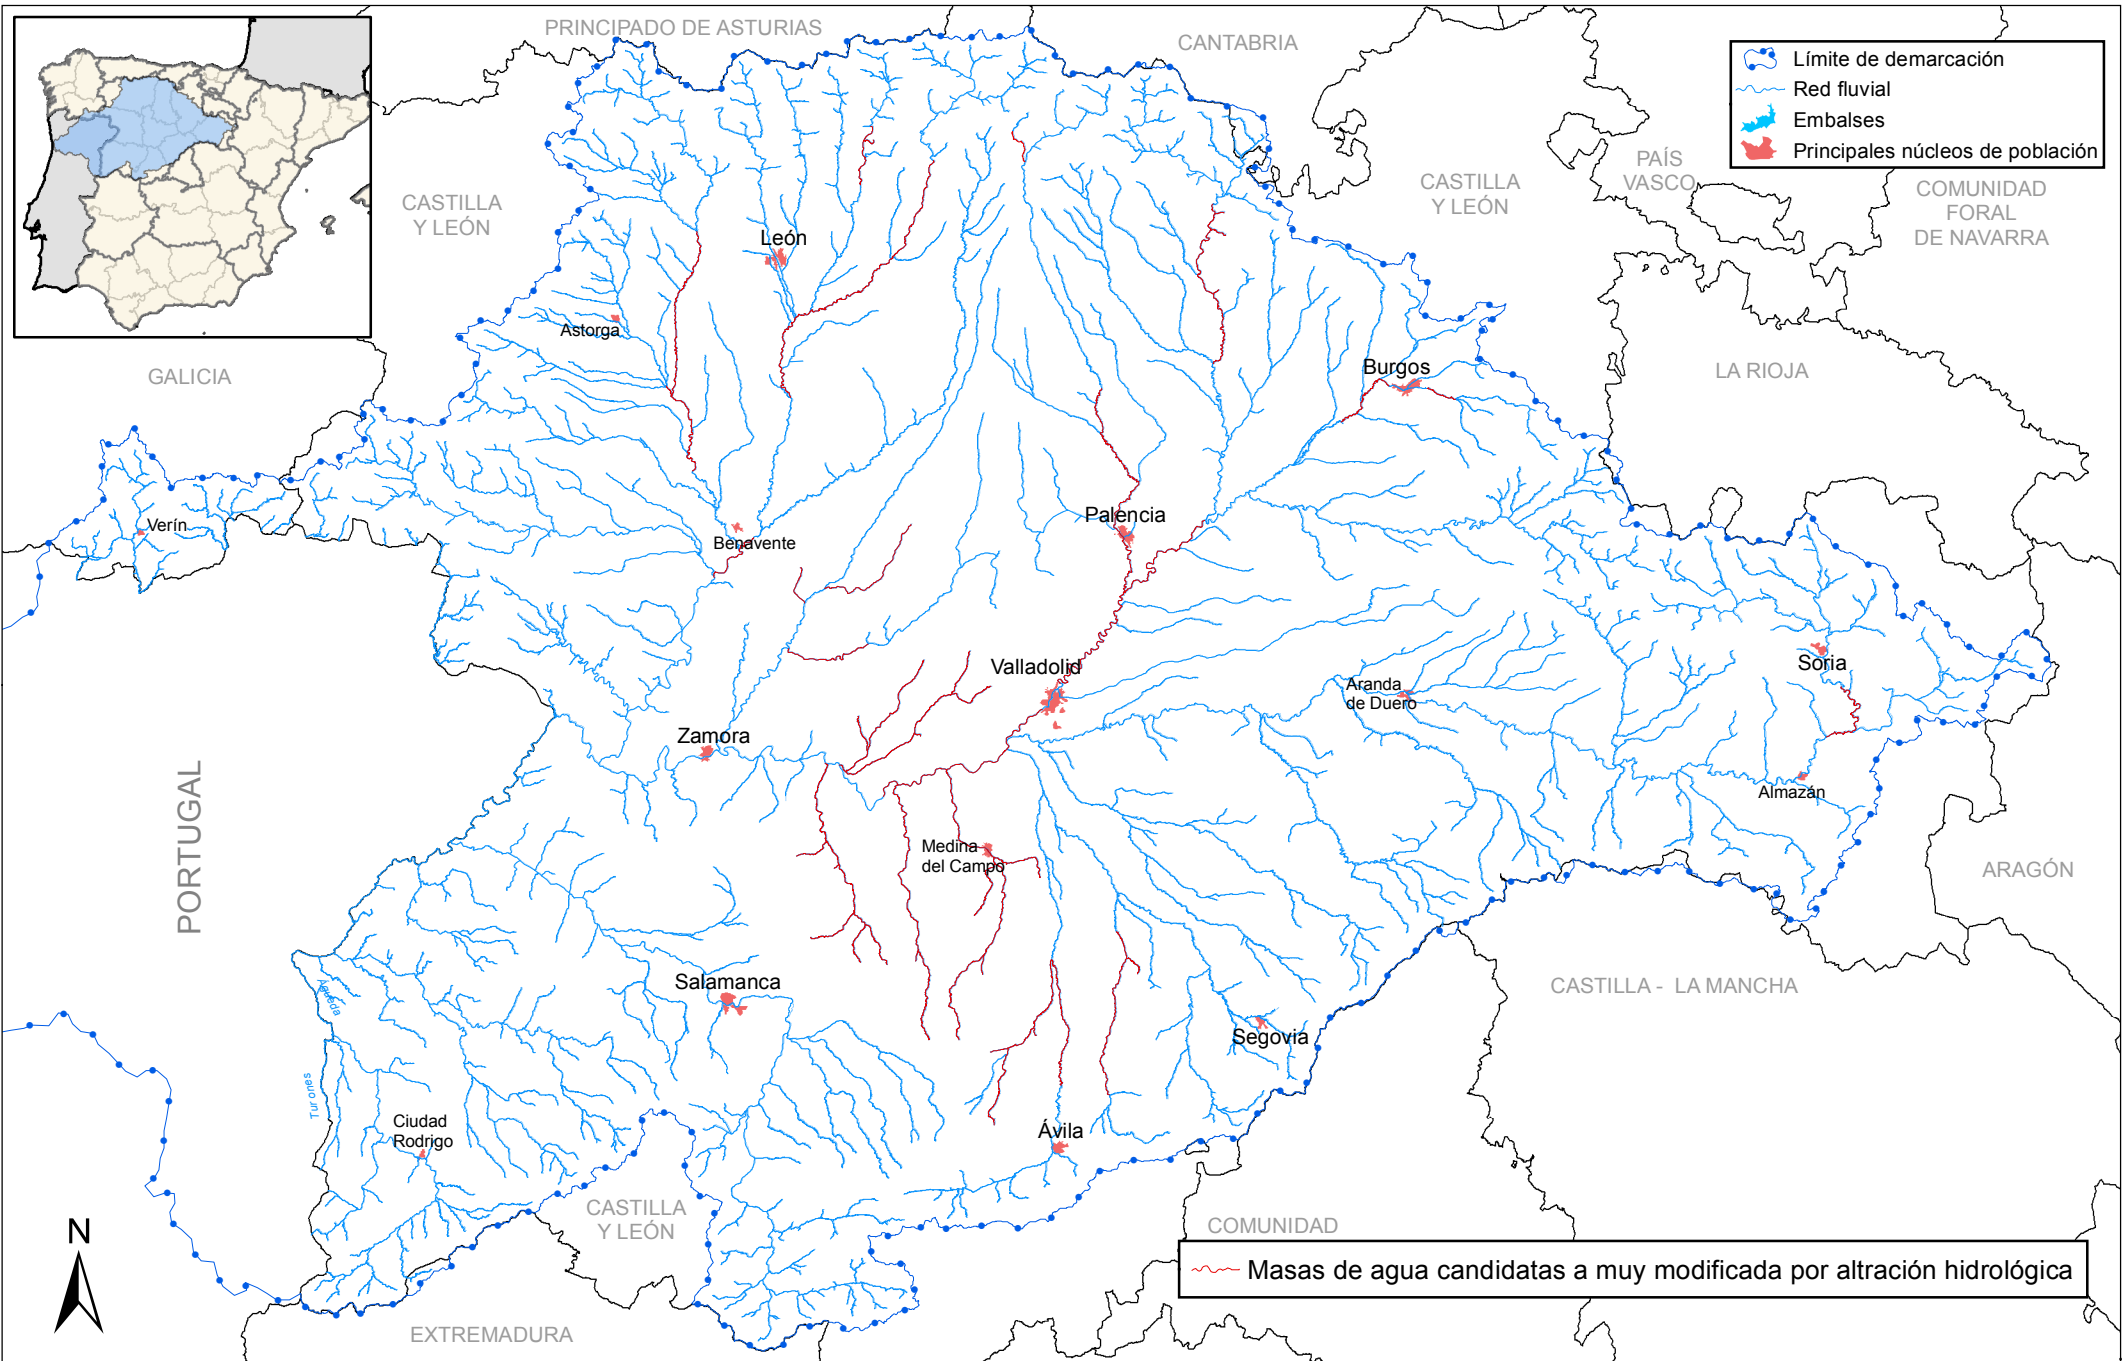 PRINCIPADO DE ASTURIAS
CANTABRIA
Límite de demarcación
Red fluvial
Embalses
Principales núcleos de población
PAÍS
VASCO
CASTILLA
Y LEÓN
COMUNIDAD
FORAL
DE NAVARRA
CASTILLA
Y LEÓN
León
Astorga
GALICIA
Burgos
LA RIOJA
Verín
Benavente
Palencia
Valladolid
Soria
Aranda
de Duero
Zamora
Almazán
PORTUGAL
Medina
del Campo
ARAGÓN
Salamanca
Águeda
CASTILLA - LA MANCHA
Segovia
Turones
Ciudad
Rodrigo
Ávila
CASTILLA
Y LEÓN
N
COMUNIDAD
Masas de agua candidatas a muy modificada por altración hidrológica
EXTREMADURA